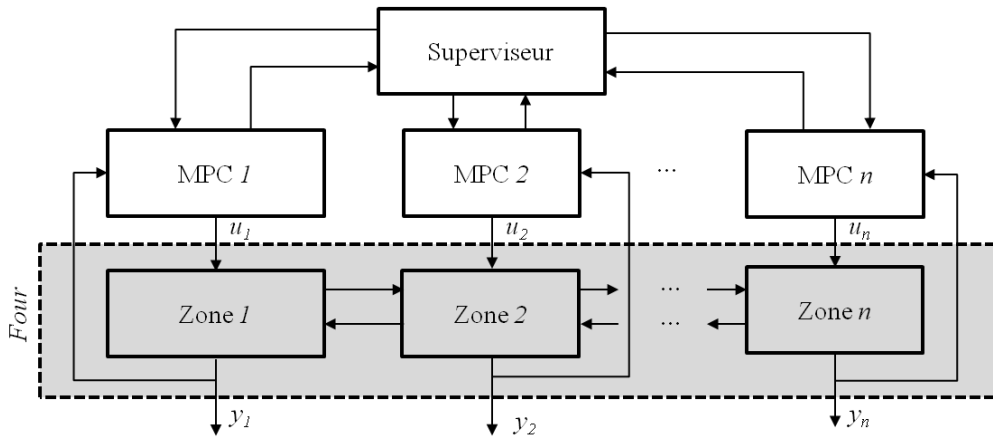 Superviseur
MPC 1
MPC 2
...
MPC n
u1
u2
un
Four
Zone 1
Zone 2
...
...
Zone n
y1
y2
yn